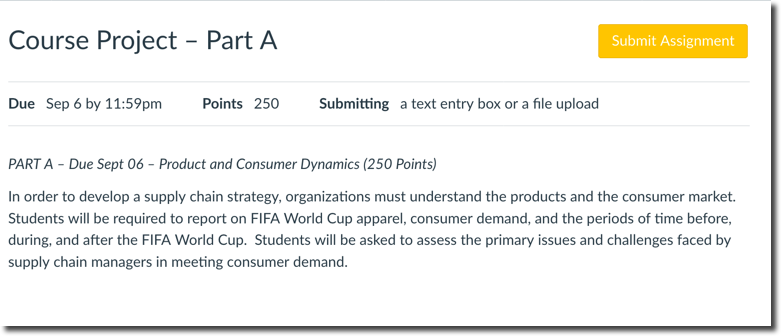 Course Project – Part A
Submit Assignment
Due Sep 6 by 11:59pm Points 250 Submitting a text entry box or a file upload
PART A – Due Sept 06 – Product and Consumer Dynamics (250 Points)
In order to develop a supply chain strategy, organizations must understand the products and the consumer market.
Students will be required to report on FIFA World Cup apparel, consumer demand, and the periods of time before,
during, and after the FIFA World Cup.  Students will be asked to assess the primary issues and challenges faced by
supply chain managers in meeting consumer demand.